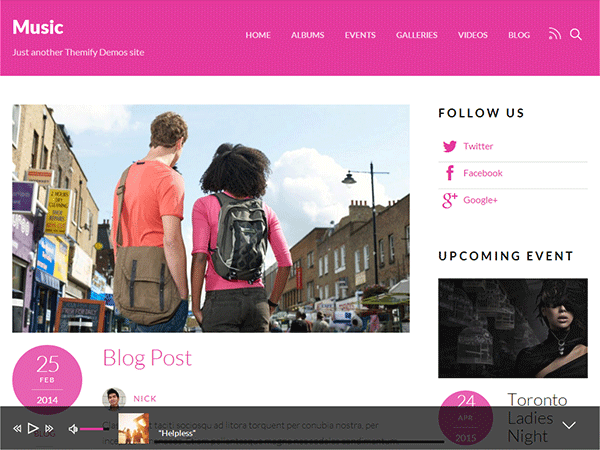 Music
Just another Themify Demos site
HOME ALBUMS EVENTS GALLERIES VIDEOS BLOG
FOLLOW US
Twitter
Facebook
Google+
UPCOMING EVENT
25
FEB
2014
BLOG
Blog Post
NICK
sociosqu ad litora torquent per conubia nostra, per
24
APR
2015
Toronto
Ladies
Night
"Helpless"